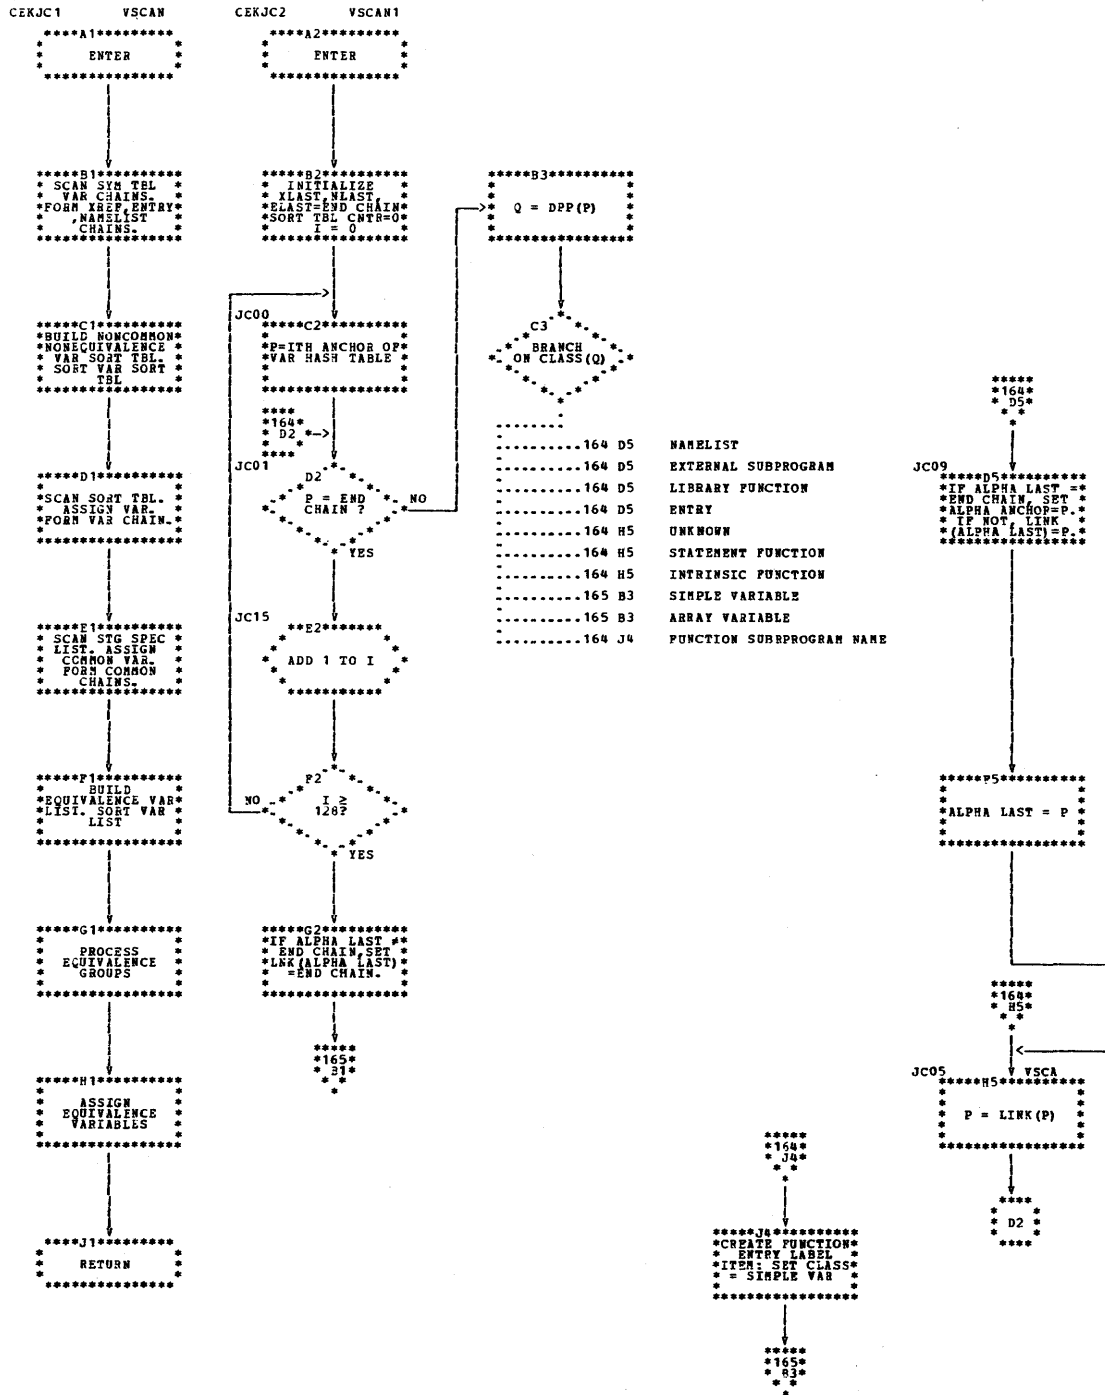 CEKJC1 VSCAN CEKJC2 VSCAN1
A1
ENTER
B1
SCAN SYM TBL
VAR CHAINS.
FORM XREF,ENTRY
,NAMELIST
CHAINS.
C1
BUILD NONCOMMON
NONEQUIVALENCE
VAR SORT TBL.
SORT VAR SORT
TBL
D1
SCAN SORT TBL.
ASSIGN VAR.
FORM VAR CHAIN.
E1
SCAN STG SPEC
LIST. ASSIGN
COMMON VAR.
FORM COMMON
CHAINS.
F1
BUILD
EQUIVALENCE VAR
LIST. SORT VAR
LIST
G1
PROCESS
EQUIVALENCE
GROUPS
H1
ASSIGN
EQUIVALENCE
VARIABLES
J1
RETURN
A2
ENTER
B2
INITIALIZE
XLAST,NLAST,
ELAST=END CHAIN
SORT TBL CNTR=0
I = 0
JC00
C2
P=ITH ANCHOR OF
VAR HASH TABLE
164
D2
JC01
D2
P = END
CHAIN ?
NO
YES
JC15
E2
ADD 1 TO I
F2
I ≥
128?
NO
YES
G2
IF ALPHA LAST ≠
END CHAIN,SET
LNK(ALPHA LAST)
=END CHAIN.
165
B1
B3
Q = DPP(P)
C3
BRANCH
ON CLASS(Q)
164 D5 NAMELIST
164 D5 EXTERNAL SUBPROGRAM
164 D5 LIBRARY FUNCTION
164 D5 ENTRY
164 H5 UNKNOWN
164 H5 STATEMENT FUNCTION
164 H5 INTRINSIC FUNCTION
165 B3 SIMPLE VARIABLE
165 B3 ARRAY VARIABLE
164 J4 FUNCTION SUBRPROGRAM NAME
164
J4
J4
CREATE FUNCTION
ENTRY LABEL
ITEM: SET CLASS
= SIMPLE VAR
165
B3
164
D5
JC09
D5
IF ALPHA LAST =
END CHAIN, SET
ALPHA ANCHOR=P.
IF NOT, LINK
(ALPHA LAST)=P.
F5
ALPHA LAST = P
164
H5
JC05
H5 VSCA
P = LINK(P)
D2